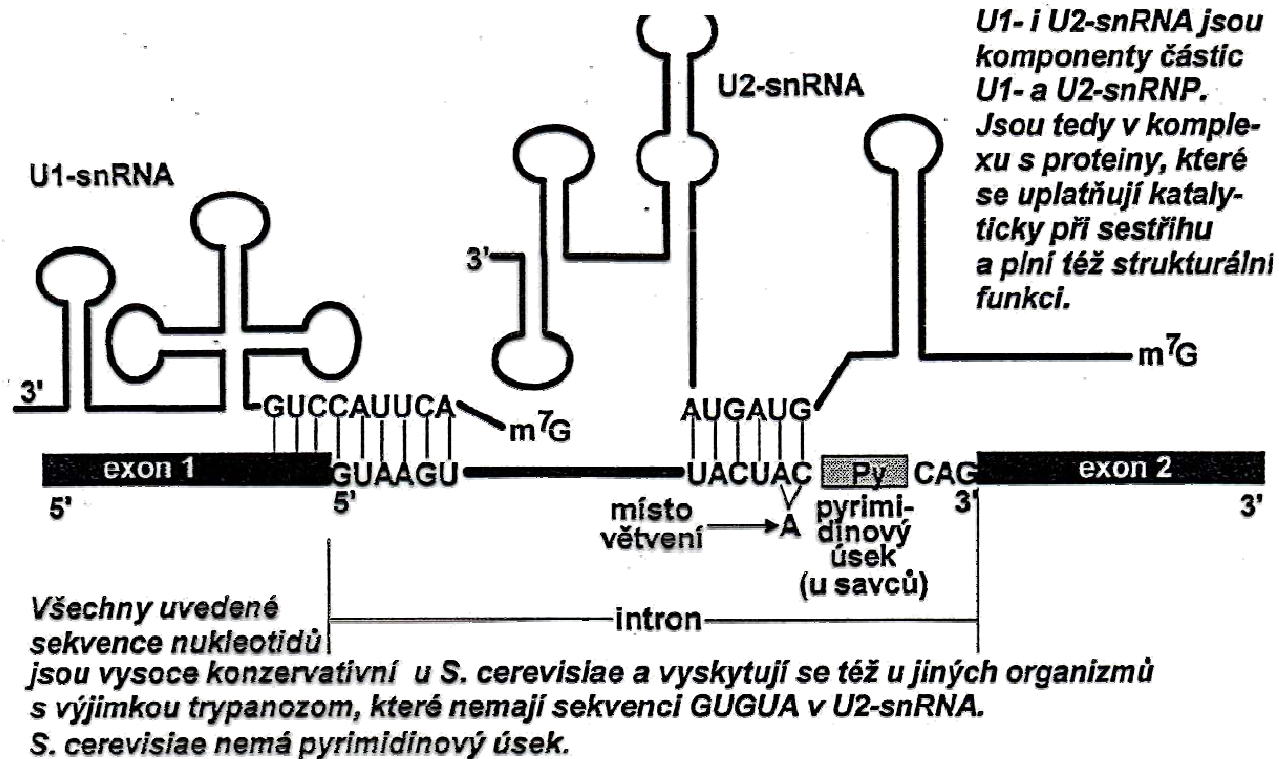 U1- i U2-snRNA jsou
komponenty částic
U1- a U2-snRNP.
Jsou tedy v komple-
xu s proteiny, které
se uplatňují kataly-
ticky při sestřihu
a plní též strukturální
funkci.
U2-snRNA
U1-snRNA
3'
m⁷G
3'
GUCCAUUCA
m⁷G
AUGAUG
exon 1
GUAAGU
UACUAC
Py
CAG
exon 2
5'
5'
3'
3'
místo
větvení
A
pyrimi-
dinový
úsek
(u savců)
intron
Všechny uvedené
sekvence nukleotidů
jsou vysoce konzervativní u S. cerevisiae a vyskytují se též u jiných organizmů
s výjimkou trypanozom, které nemají sekvenci GUGUA v U2-snRNA.
S. cerevisiae nemá pyrimidinový úsek.